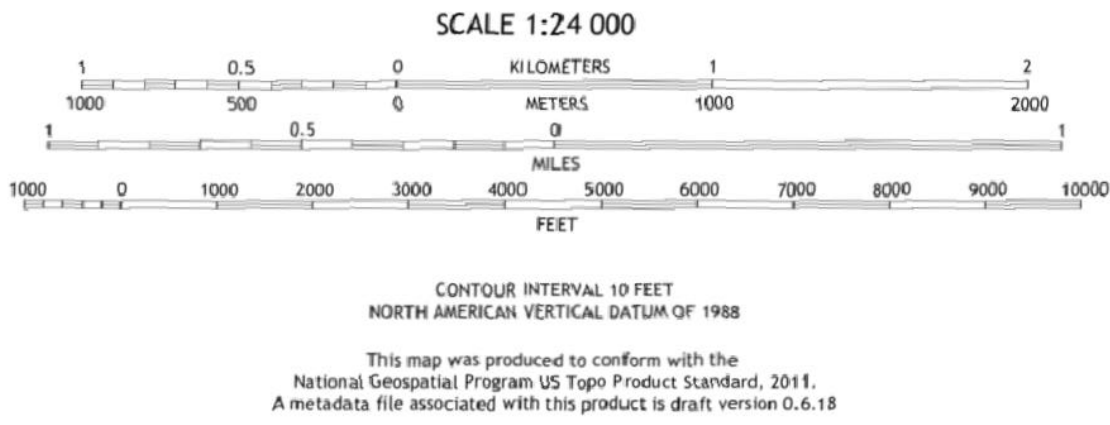 SCALE 1:24 000
1 0.5 0 KILOMETERS 1 2
1000 500 0 METERS 1000 2000
1 0.5 0 1
MILES
1000 0 1000 2000 3000 4000 5000 6000 7000 8000 9000 10000
FEET
CONTOUR INTERVAL 10 FEET
NORTH AMERICAN VERTICAL DATUM OF 1988
This map was produced to conform with the
National Geospatial Program US Topo Product Standard, 2011.
A metadata file associated with this product is draft version 0.6.18